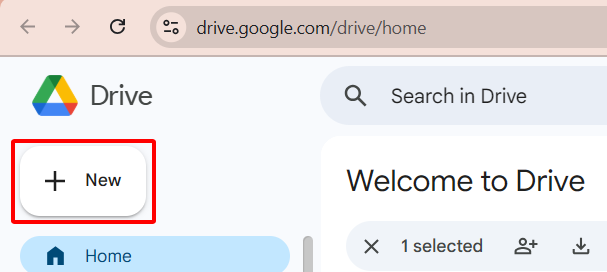 drive.google.com/drive/home
Drive
Search in Drive
New
Welcome to Drive
1 selected
Home